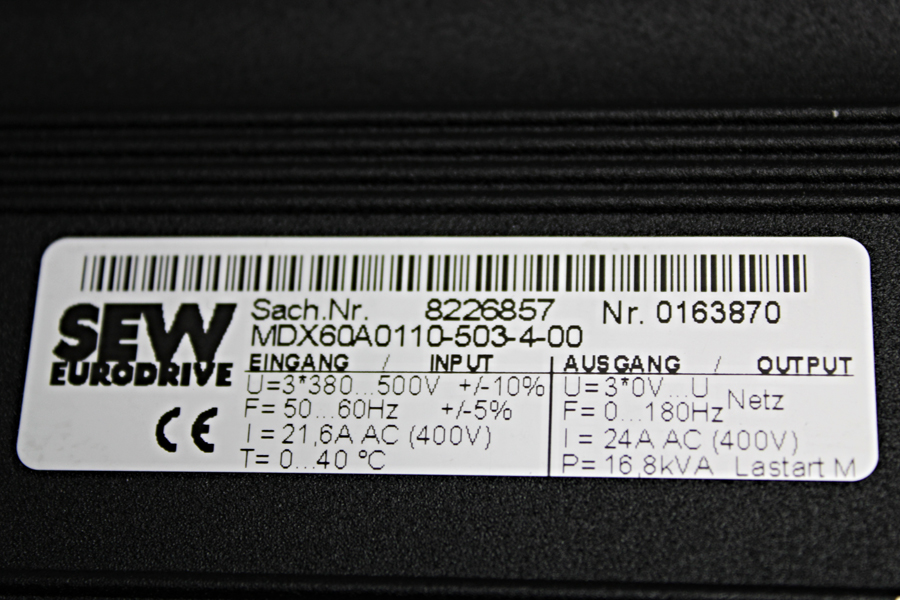 Sach.Nr. 8226857 Nr. 0163870
SEW
EURODRIVE
MDX60A0110-503-4-00
EINGANG / INPUT
U=3*380...500V +/-10%
F= 50...60Hz +/-5%
I = 21,6A AC (400V)
T= 0...40 °C
AUSGANG / OUTPUT
U=3*0V...U Netz
F= 0...180Hz
I = 24A AC (400V)
P= 16,8kVA Lastart M
CE